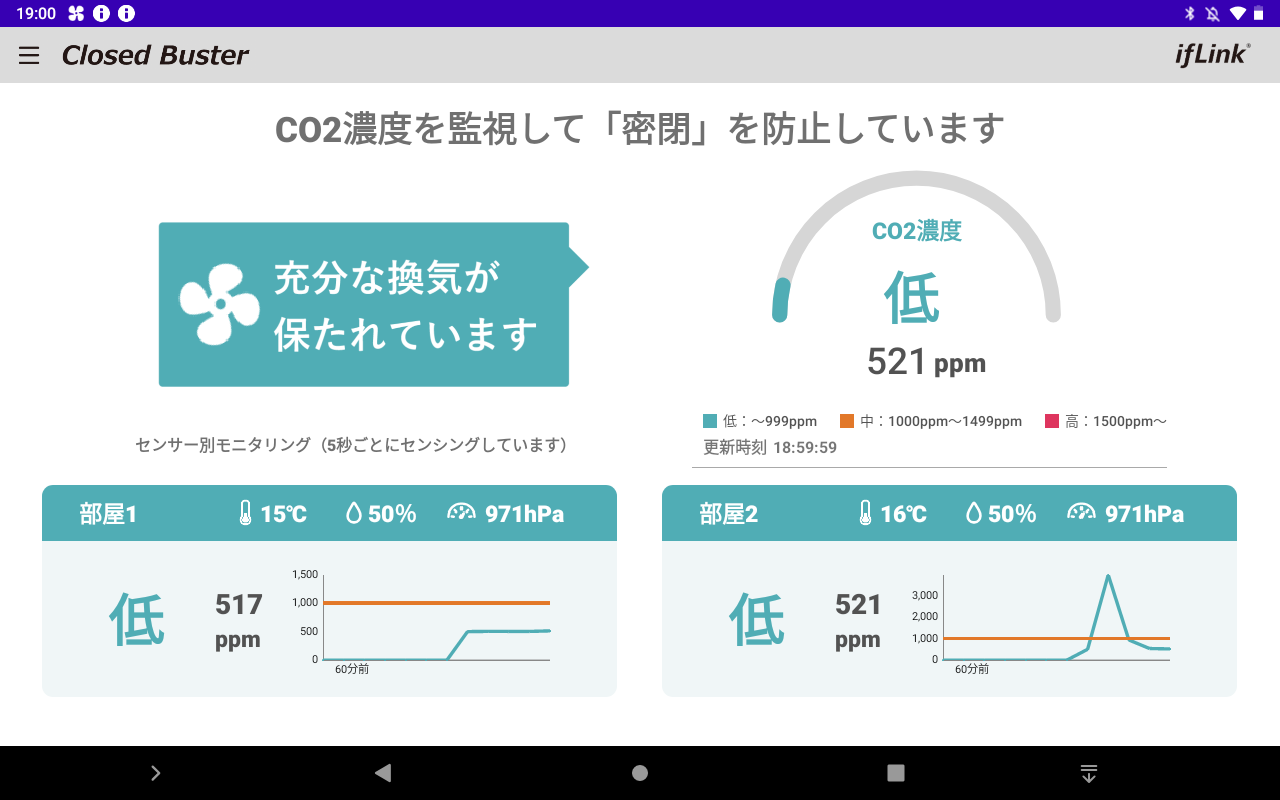 19:00
Closed Buster
ifLink®
CO2濃度を監視して「密閉」を防止しています
充分な換気が
保たれています
CO2濃度
低
521 ppm
低：～999ppm 中：1000ppm～1499ppm 高：1500ppm～
更新時刻 18:59:59
センサー別モニタリング（5秒ごとにセンシングしています）
部屋1 15℃ 50% 971hPa
低
517
ppm
1,500
1,000
500
0
60分前
部屋2 16℃ 50% 971hPa
低
521
ppm
3,000
2,000
1,000
0
60分前